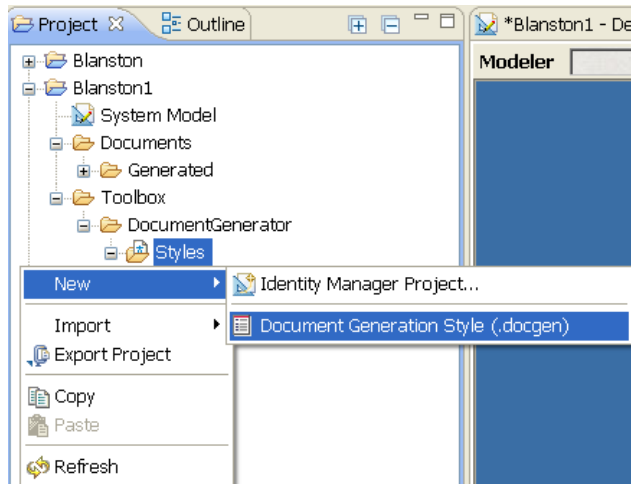 Project
Outline
*Blanston1 - De
Blanston
Modeler
Blanston1
System Model
Documents
Generated
Toolbox
DocumentGenerator
Styles
New
Identity Manager Project...
Import
Document Generation Style (.docgen)
Export Project
Copy
Paste
Refresh